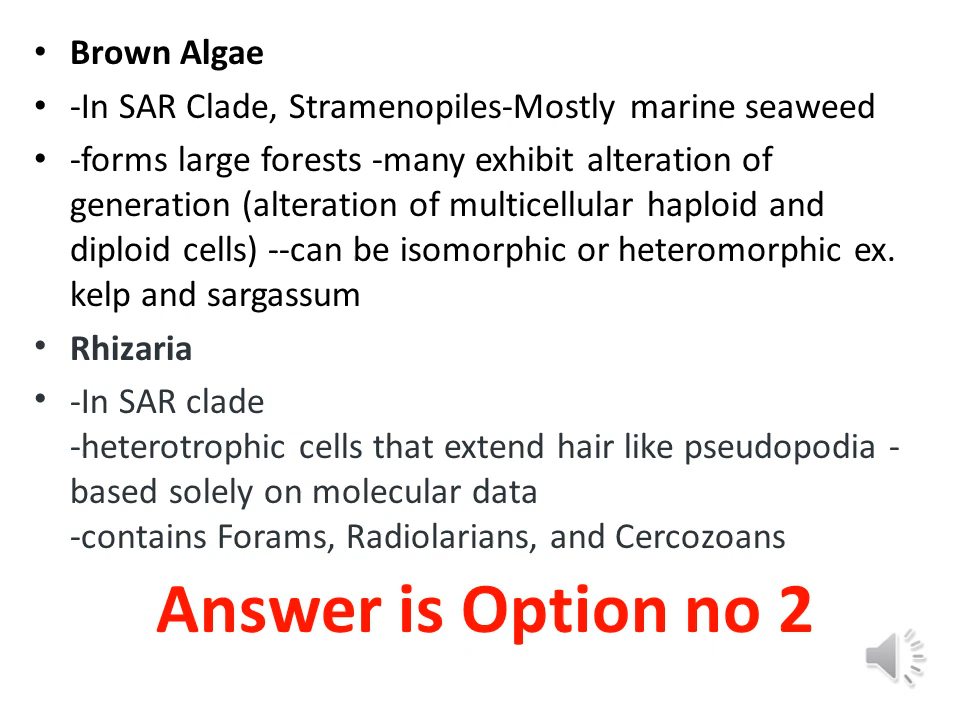 • Brown Algae
• -In SAR Clade, Stramenopiles-Mostly marine seaweed
• -forms large forests -many exhibit alteration of
generation (alteration of multicellular haploid and
diploid cells) --can be isomorphic or heteromorphic ex.
kelp and sargassum
• Rhizaria
• -In SAR clade
-heterotrophic cells that extend hair like pseudopodia -
based solely on molecular data
-contains Forams, Radiolarians, and Cercozoans
Answer is Option no 2